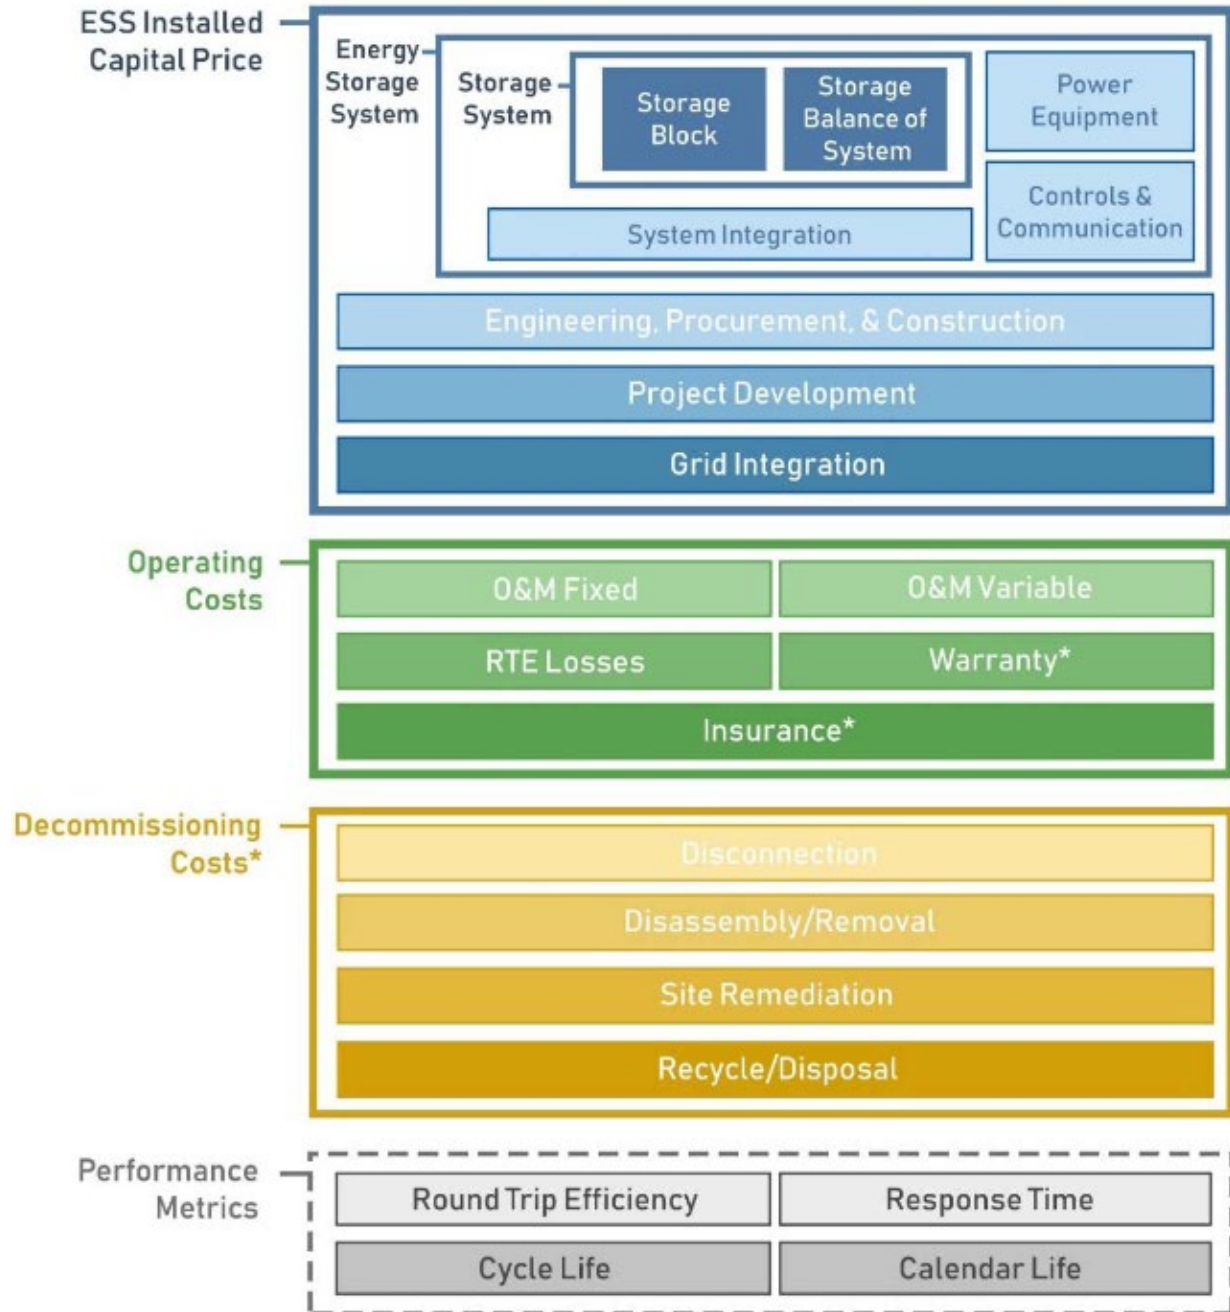 ESS Installed
Capital Price
Energy
Storage
System
Storage
System
Storage
Block
Storage
Balance of
System
Power
Equipment
Controls &
Communication
System Integration
Engineering, Procurement, & Construction
Project Development
Grid Integration
Operating
Costs
O&M Fixed
O&M Variable
RTE Losses
Warranty*
Insurance*
Decommissioning
Costs*
Disconnection
Disassembly/Removal
Site Remediation
Recycle/Disposal
Performance
Metrics
Round Trip Efficiency
Response Time
Cycle Life
Calendar Life